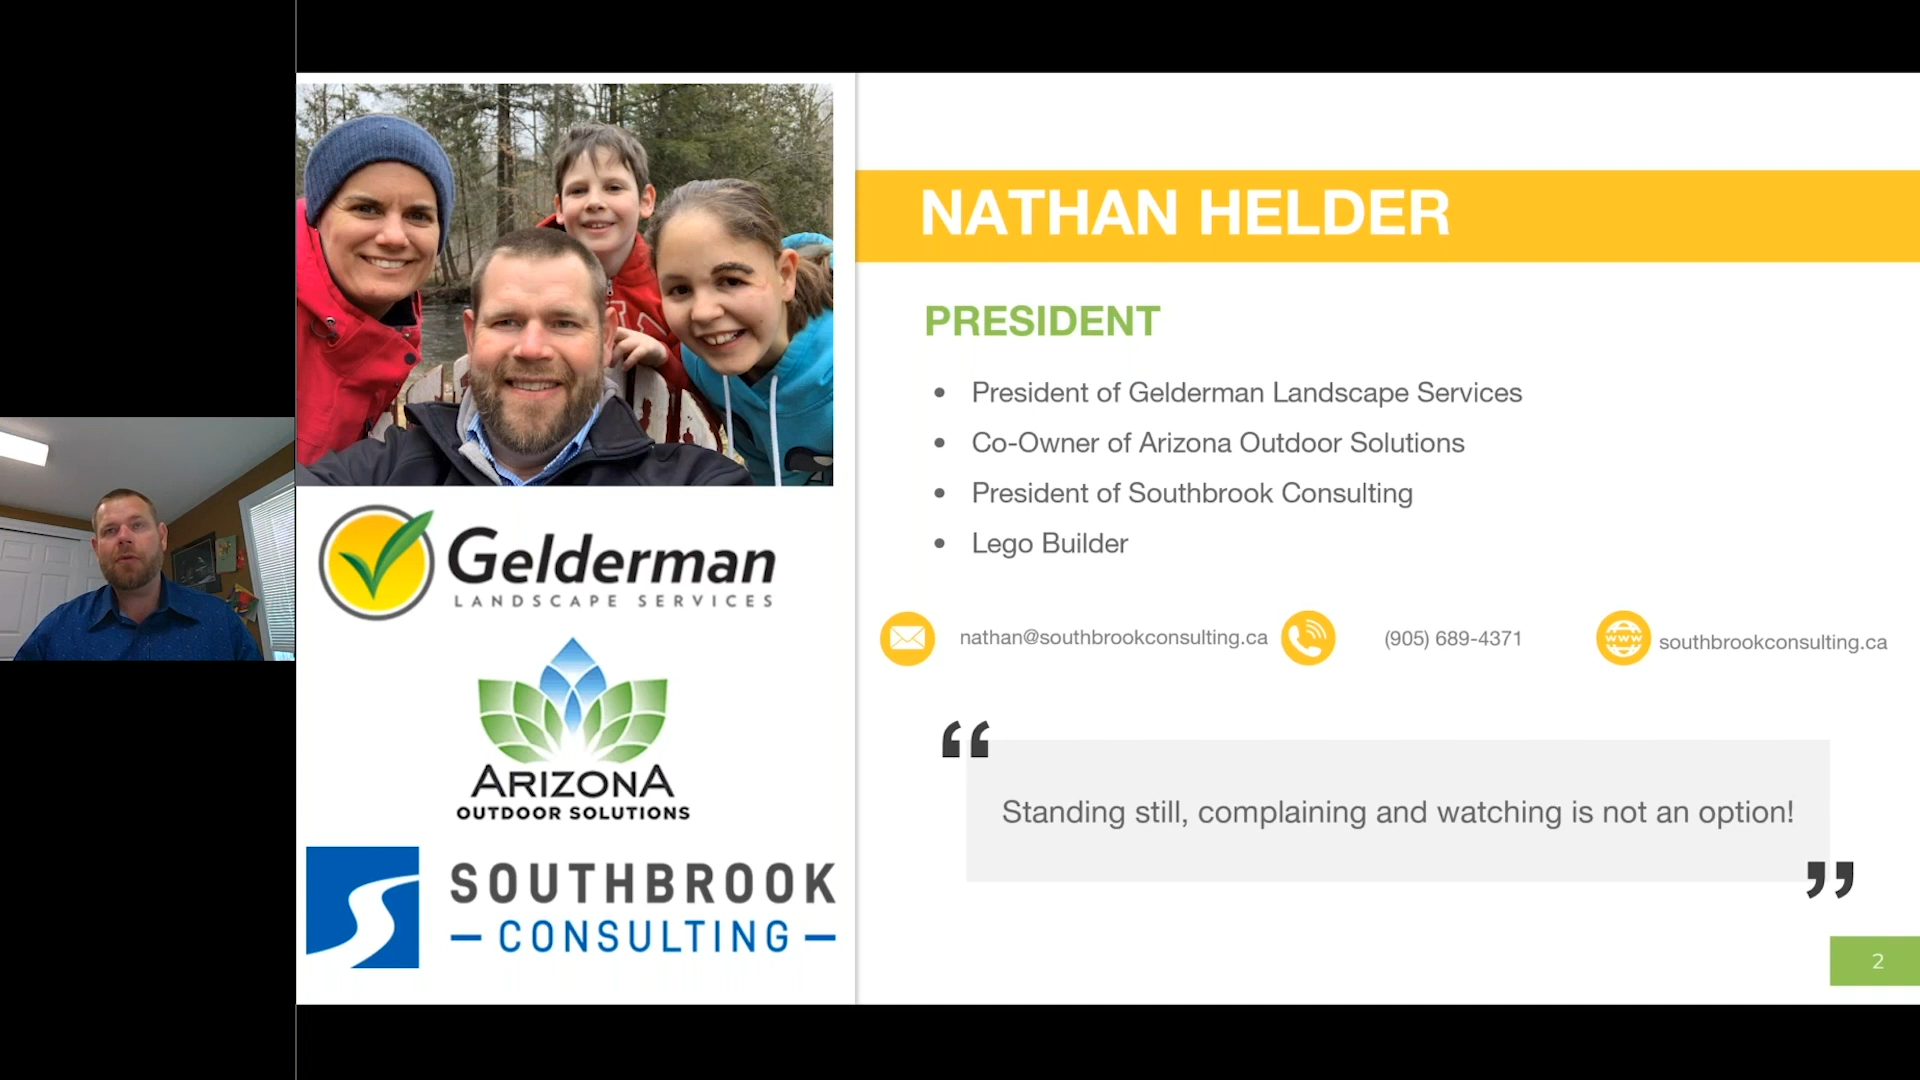 NATHAN HELDER
PRESIDENT
• President of Gelderman Landscape Services
• Co-Owner of Arizona Outdoor Solutions
• President of Southbrook Consulting
• Lego Builder
nathan@southbrookconsulting.ca
(905) 689-4371
www
southbrookconsulting.ca
“
Standing still, complaining and watching is not an option!
”
2
Gelderman
LANDSCAPE SERVICES
ARIZONA
OUTDOOR SOLUTIONS
SOUTHBROOK
— CONSULTING —